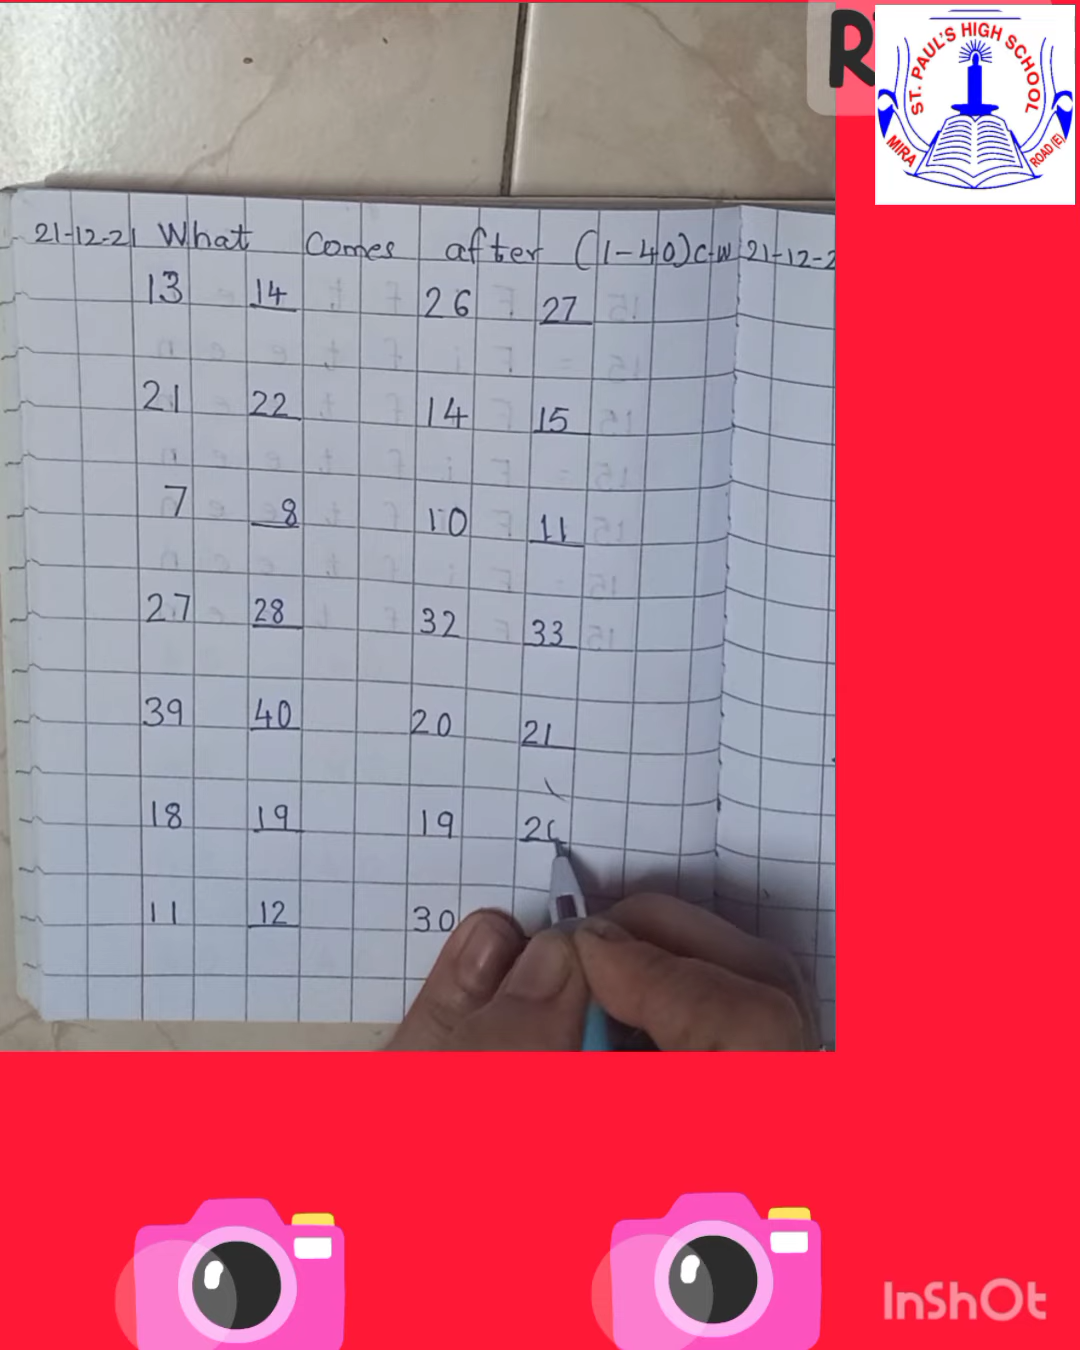 R
ST. PAUL'S HIGH SCHOOL
MIRA ROAD (E)
21-12-21 What comes after (1-40) C.W 21-12-2
13 14 26 27
21 22 14 15
7 8 10 11
27 28 32 33
39 40 20 21
18 19 19 20
11 12 30
InShOt